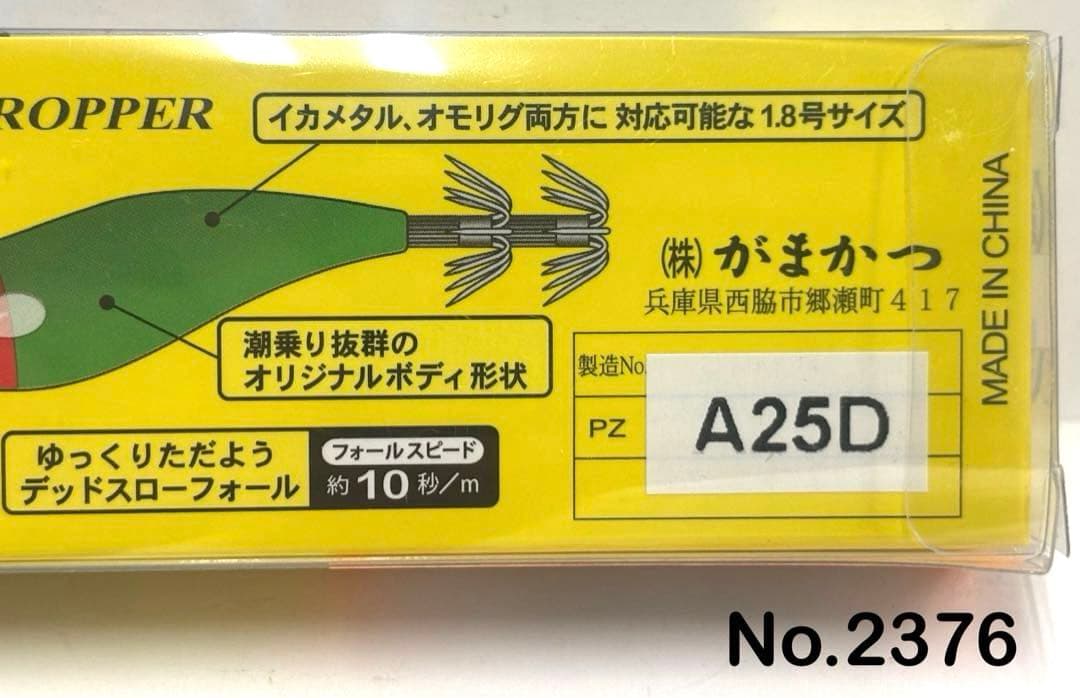 ROPPER
イカメタル、オモリグ両方に 対応可能な1.8号サイズ
(株) がまかつ
兵庫県西脇市郷瀬町417
MADE IN CHINA
潮乗り抜群の
オリジナルボディ形状
製造No.
PZ
A25D
ゆっくりただよう
デッドスローフォール
フォールスピード
約10秒/m
No.2376